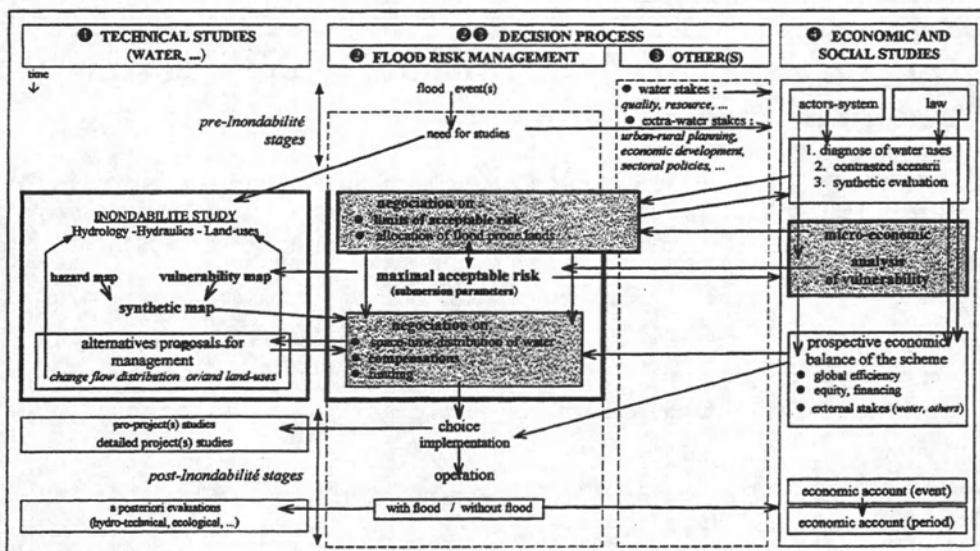 ❶ TECHNICAL STUDIES
(WATER, ...)
❷ ❸ DECISION PROCESS
❷ FLOOD RISK MANAGEMENT
❸ OTHER(S)
❹ ECONOMIC AND
SOCIAL STUDIES
time
pre-Inondabilité
stages
flood event(s)
need for studies
● water stakes :
quality, resource, ...
● extra-water stakes :
urban-rural planning,
economic development,
sectoral policies, ...
actors-system
law
1. diagnose of water uses
2. contrasted scenarii
3. synthetic evaluation
INONDABILITE STUDY
Hydrology -Hydraulics - Land-uses
hazard map
vulnerability map
synthetic map
alternatives proposals for
management
change flow distribution or/and land-uses
negociation on :
● limits of acceptable risk
● allocation of flood prone lands
maximal acceptable risk
(submersion parameters)
negociation on :
● space-time distribution of water
● compensations
● funding
micro-economic
analysis
of vulnerability
prospective economic
balance of the scheme
● global efficiency
● equity, financing
● external stakes (water, others)
pro-project(s) studies
detailed project(s) studies
choice
implementation
post-Inondabilité stages
operation
a posteriori evaluations
(hydro-technical, ecological, ...)
with flood / without flood
economic account (event)
economic account (period)